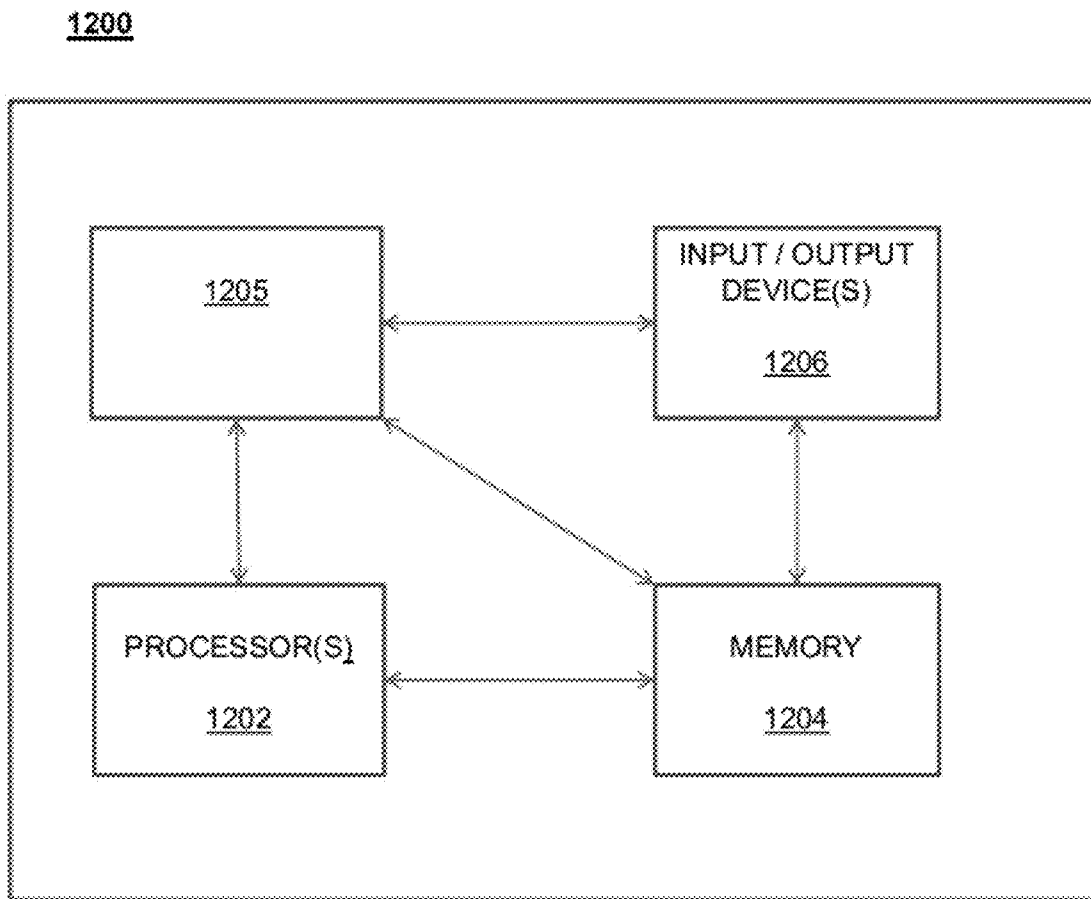 1200
1205
INPUT / OUTPUT
DEVICE(S)
1206
PROCESSOR(S)
1202
MEMORY
1204